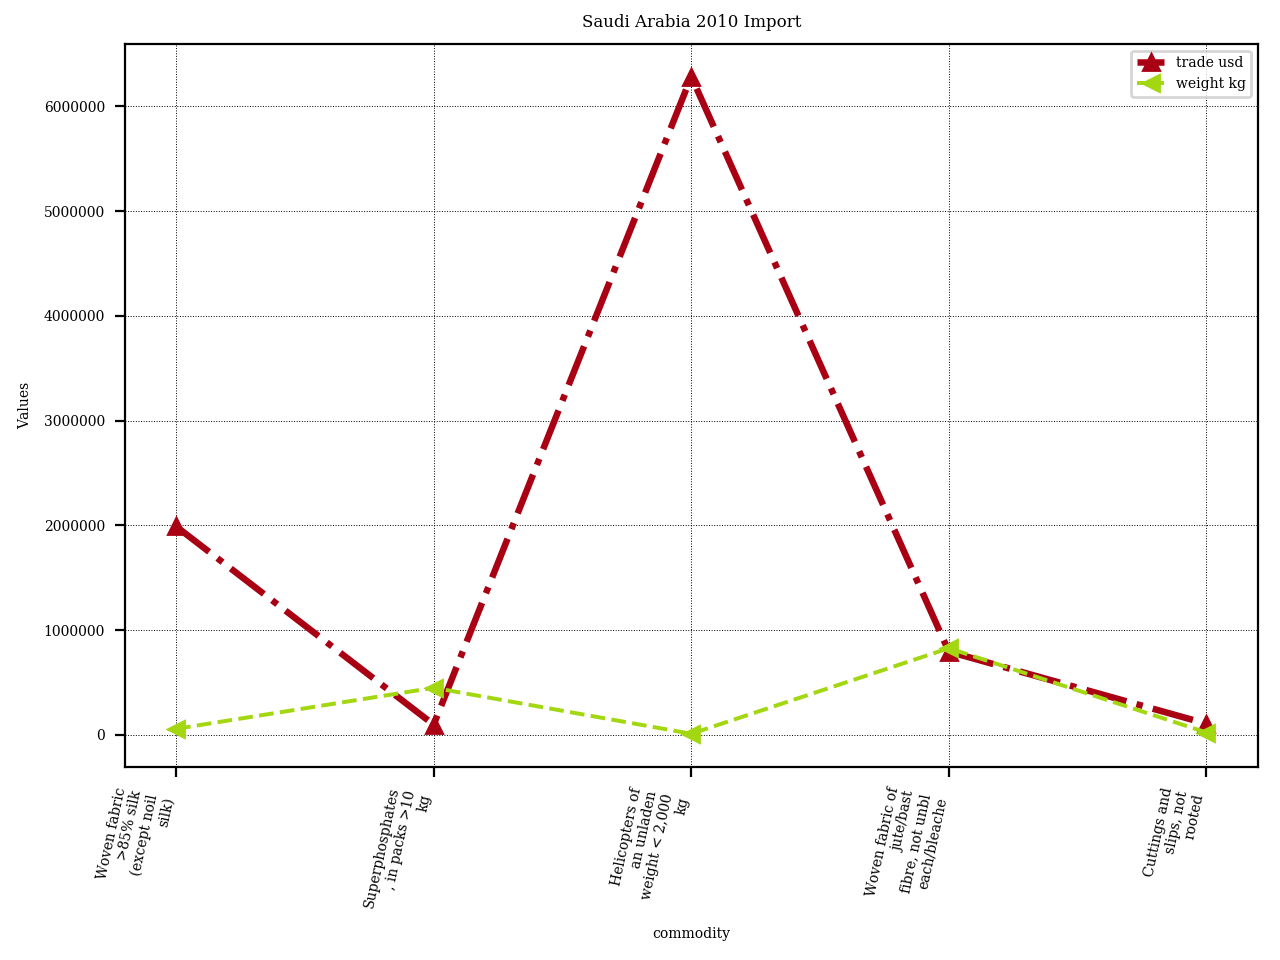 Saudi Arabia 2010 Import
trade usd
weight kg
Values
6000000
5000000
4000000
3000000
2000000
1000000
0
Woven fabric
>85% silk
(except noil
silk)
Superphosphates
, in packs >10
kg
Helicopters of
an unladen
weight < 2,000
kg
Woven fabric of
jute/bast
fibre, not unbl
each/bleache
Cuttings and
slips, not
rooted
commodity